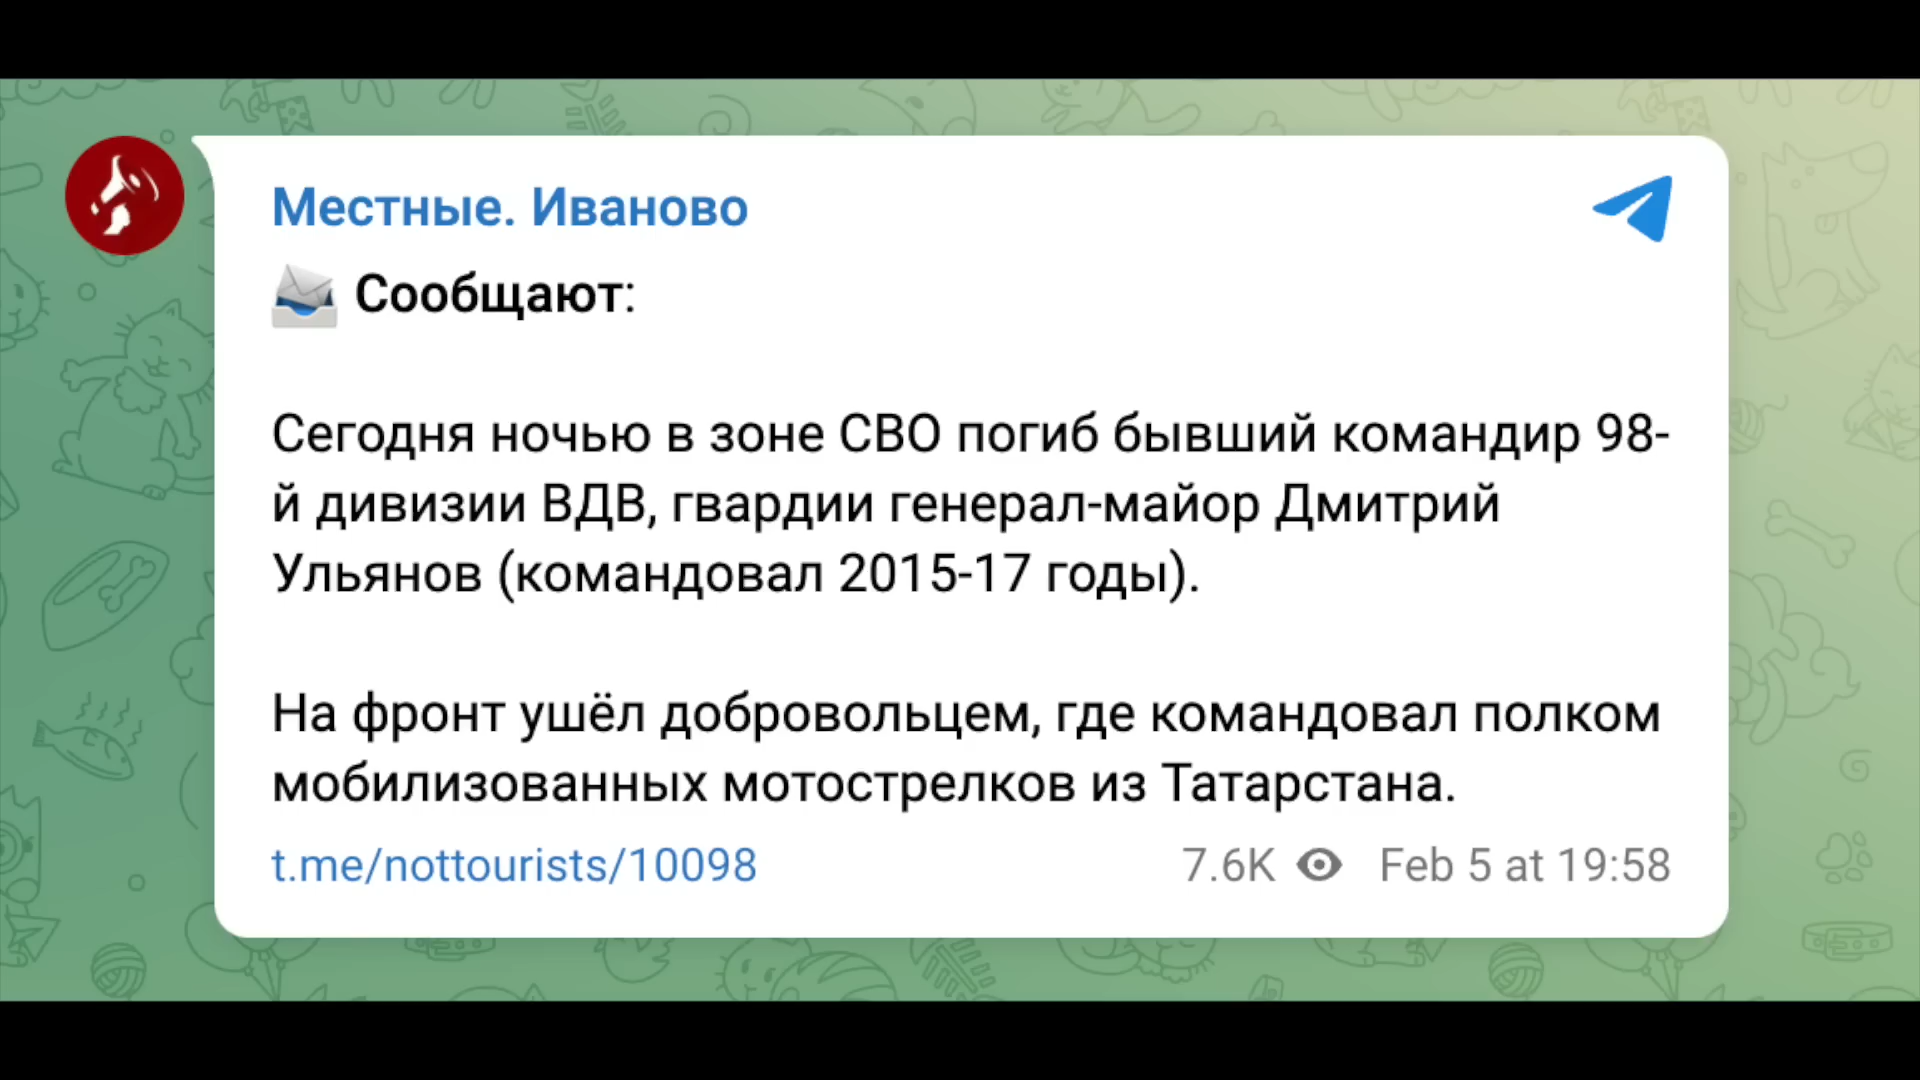 Местные. Иваново
Сообщают:
Сегодня ночью в зоне СВО погиб бывший командир 98-
й дивизии ВДВ, гвардии генерал-майор Дмитрий
Ульянов (командовал 2015-17 годы).
На фронт ушёл добровольцем, где командовал полком
мобилизованных мотострелков из Татарстана.
t.me/nottourists/10098 7.6K Feb 5 at 19:58